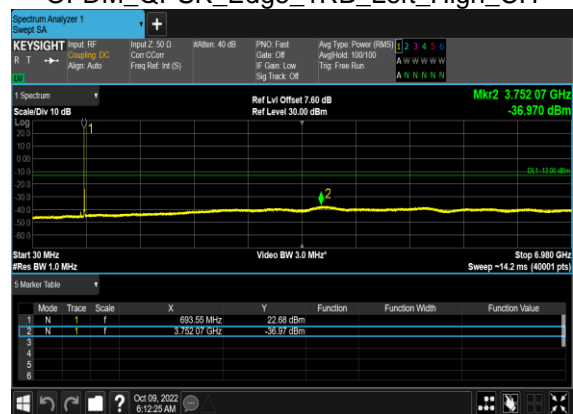 Spectrum Analyzer 1
Swept SA
+
KEYSIGHT Input: RF Input Z: 50 Ω #Atten: 40 dB PNO: Fast Avg Type: Power (RMS) 1 2 3 4 5 6
R T Coupling: DC Corr CCorr Gate: Off Avg|Hold: 100/100 A W W W W W
Align: Auto Freq Ref: Int (S) IF Gain: Low Trig: Free Run
LXI Sig Track: Off A N N N N N
1 Spectrum Ref Lvl Offset 7.60 dB Mkr2 3.752 07 GHz
Scale/Div 10 dB Ref Level 30.00 dBm -36.970 dBm
Log
1
20.0
10.0
0.00
-10.0
DL1 -13.00 dBm
-20.0
-30.0
2
-40.0
-50.0
-60.0
Start 30 MHz Video BW 3.0 MHz* Stop 6.980 GHz
#Res BW 1.0 MHz Sweep ~14.2 ms (40001 pts)
5 Marker Table
Mode Trace Scale X Y Function Function Width Function Value
1 N 1 f 693.55 MHz 22.68 dBm
2 N 1 f 3.752 07 GHz -36.97 dBm
3
4
5
6
? Oct 09, 2022
6:12:25 AM